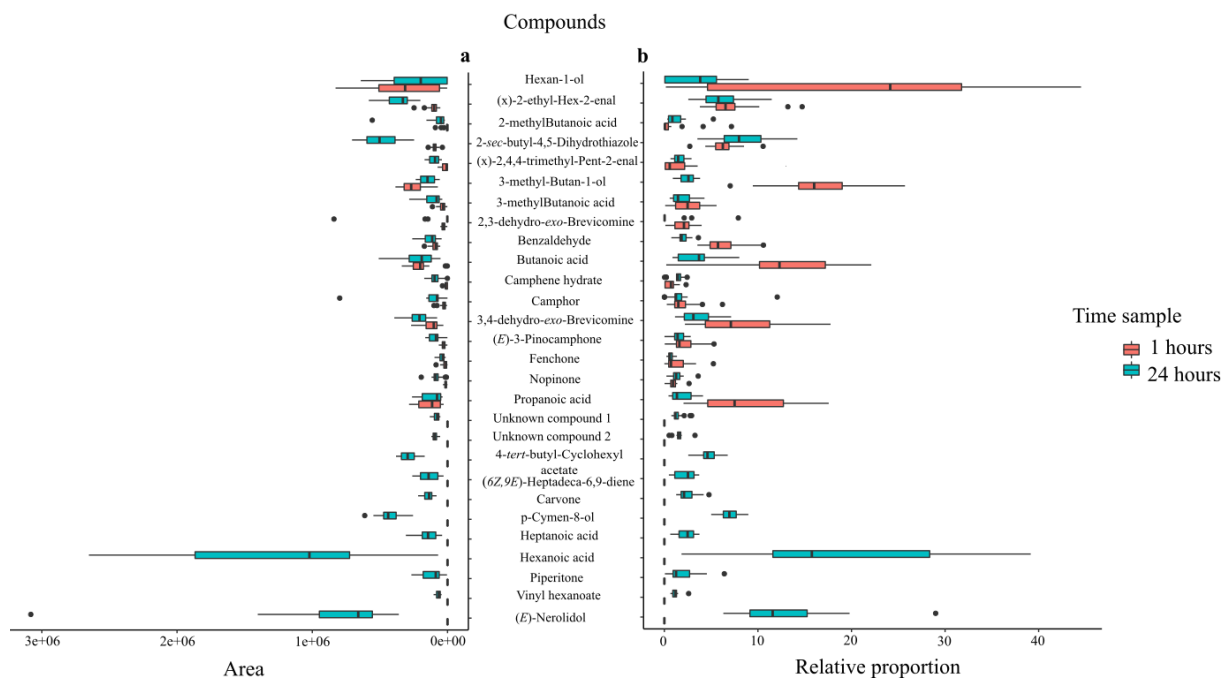 Compounds
a
b
Hexan-1-ol
(x)-2-ethyl-Hex-2-enal
2-methylButanoic acid
2-sec-butyl-4,5-Dihydrothiazole
(x)-2,4,4-trimethyl-Pent-2-enal
3-methyl-Butan-1-ol
3-methylButanoic acid
2,3-dehydro-exo-Brevicomine
Benzaldehyde
Butanoic acid
Camphene hydrate
Camphor
3,4-dehydro-exo-Brevicomine
(E)-3-Pinocamphone
Fenchone
Nopinone
Propanoic acid
Unknown compound 1
Unknown compound 2
4-tert-butyl-Cyclohexyl
acetate
(6Z,9E)-Heptadeca-6,9-diene
Carvone
p-Cymen-8-ol
Heptanoic acid
Hexanoic acid
Piperitone
Vinyl hexanoate
(E)-Nerolidol
Time sample
1 hours
24 hours
3e+06 2e+06 1e+06 0e+00
0 10 20 30 40
Area
Relative proportion